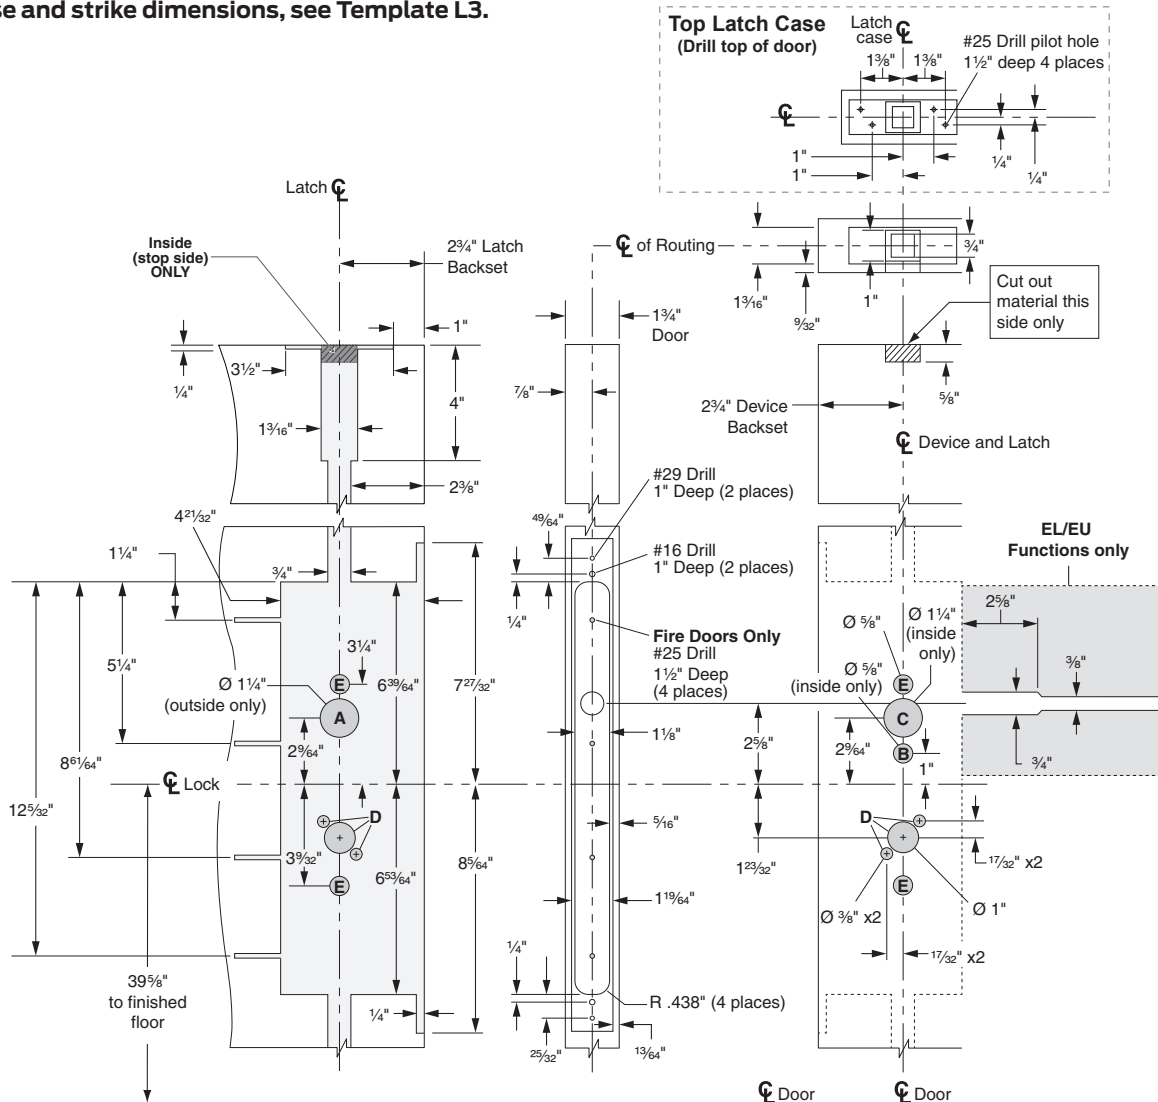 se and strike dimensions, see Template L3.
Top Latch Case
(Drill top of door)
Latch
case ℄
#25 Drill pilot hole
1½" deep 4 places
1⅜"
1⅜"
℄
1"
1"
¼"
¼"
Latch ℄
Inside
(stop side)
ONLY
2¾" Latch
Backset
1"
¼"
3½"
4"
1³⁄₁₆"
2⅜"
℄ of Routing
¾"
1³⁄₁₆"
⁹⁄₃₂"
1"
Cut out
material this
side only
1¾"
Door
⅞"
⅝"
2¾" Device
Backset
℄ Device and Latch
#29 Drill
1" Deep (2 places)
⁴⁹⁄₆₄"
#16 Drill
1" Deep (2 places)
¼"
Fire Doors Only
#25 Drill
1½" Deep
(4 places)
EL/EU
Functions only
4²¹⁄₃₂"
1¼"
¾"
5¼"
3¼"
Ø 1¼"
(outside only)
E
A
6³⁹⁄₆₄"
7²⁷⁄₃₂"
2⁹⁄₆₄"
8⁶¹⁄₆₄"
℄ Lock
12⁵⁄₃₂"
D
3⁹⁄₃₂"
E
6⁵³⁄₆₄"
8⁵⁄₆₄"
39⅝"
to finished
floor
¼"
1⅛"
2⅝"
⁵⁄₁₆"
1²³⁄₃₂"
1¹⁹⁄₆₄"
¼"
R .438" (4 places)
²⁵⁄₃₂"
¹³⁄₆₄"
Ø ⅝"
Ø 1¼"
(inside
only)
Ø ⅝"
(inside only)
2⅝"
⅜"
E
C
B
2⁹⁄₆₄"
1"
¾"
D
¹⁷⁄₃₂" x2
E
Ø ⅜" x2
Ø 1"
¹⁷⁄₃₂" x2
℄ Door
℄ Door